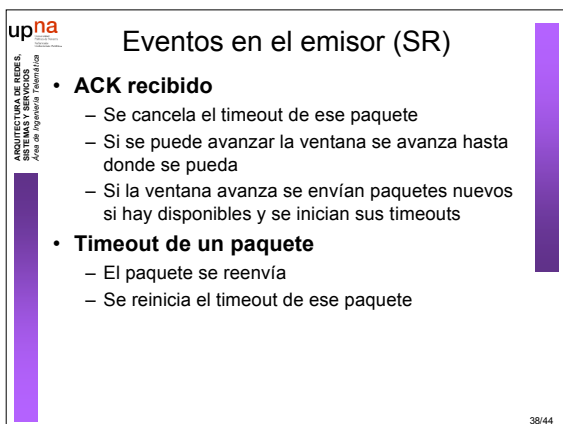 upna
Eventos en el emisor (SR)
ARQUITECTURA DE REDES,
SISTEMAS Y SERVICIOS
Área de Ingeniería Telemática
• ACK recibido
– Se cancela el timeout de ese paquete
– Si se puede avanzar la ventana se avanza hasta
donde se pueda
– Si la ventana avanza se envían paquetes nuevos
si hay disponibles y se inician sus timeouts
• Timeout de un paquete
– El paquete se reenvía
– Se reinicia el timeout de ese paquete
38/44